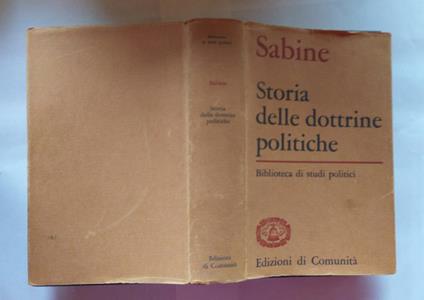 Sabine
Storia
delle dottrine
politiche
Biblioteca di studi politici
Edizioni di Comunità
Sabine
Storia
delle dottrine
politiche
Edizioni
di Comunità